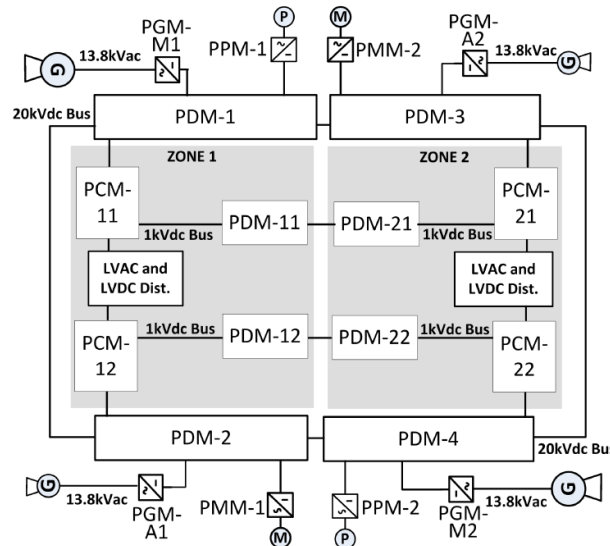 PGM-
M1
PPM-1
P
M
PMM-2
PGM-
A2
G
13.8kVac
13.8kVac
G
20kVdc Bus
PDM-1
PDM-3
ZONE 1
ZONE 2
PCM-
11
PDM-11
PDM-21
PCM-
21
1kVdc Bus
1kVdc Bus
LVAC and
LVDC Dist.
LVAC and
LVDC Dist.
PCM-
12
1kVdc Bus
PDM-12
PDM-22
1kVdc Bus
PCM-
22
PDM-2
PDM-4
20kVdc Bus
G
13.8kVac
PGM-
A1
PMM-1
M
PPM-2
P
PGM-
M2
13.8kVac
G